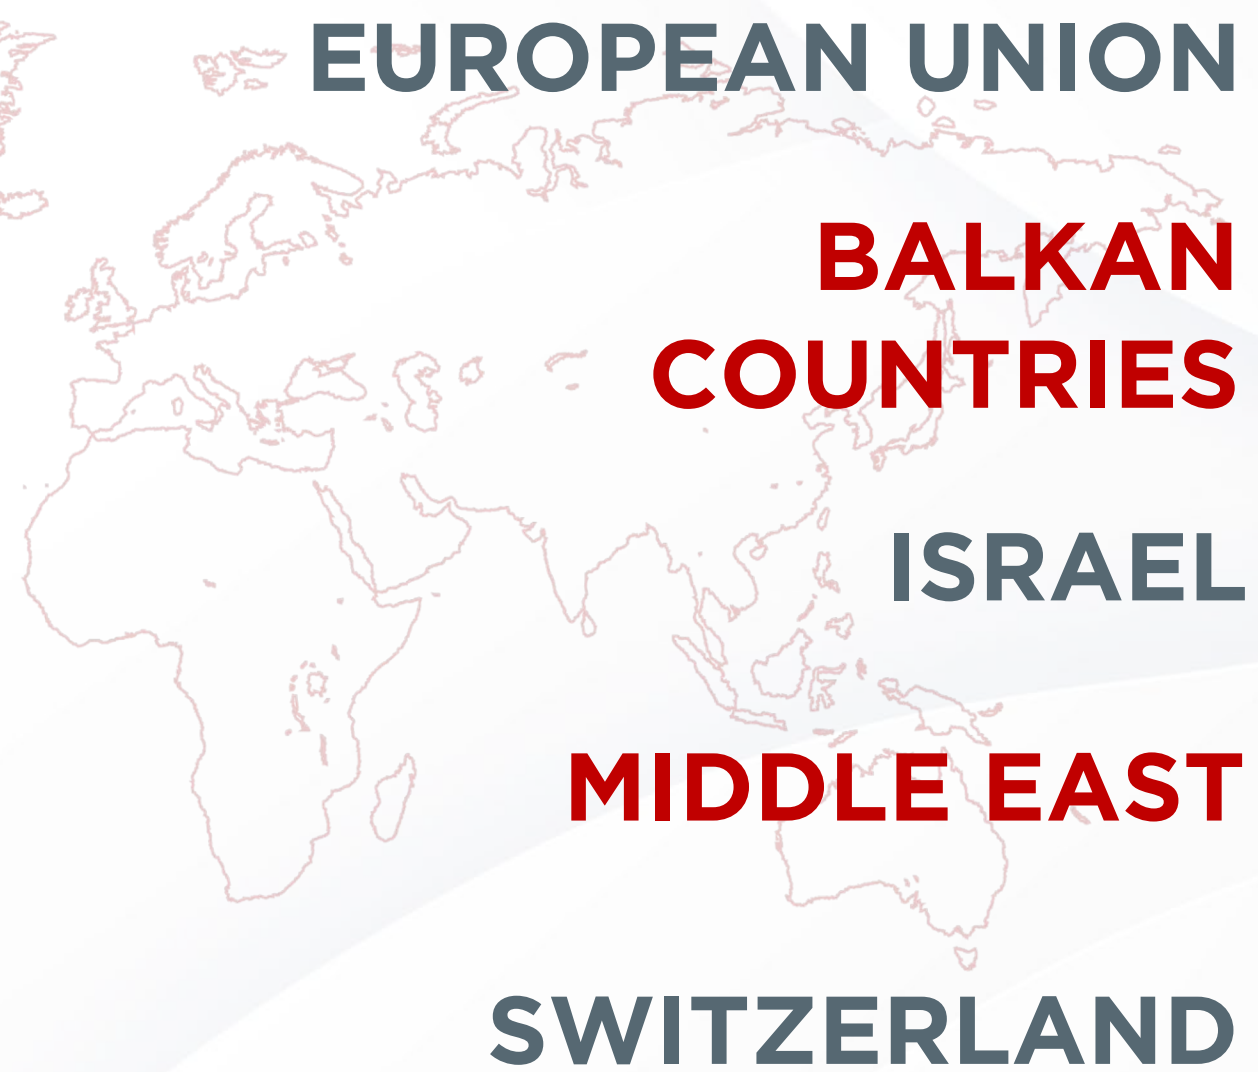 EUROPEAN UNION
BALKAN
COUNTRIES
ISRAEL
MIDDLE EAST
SWITZERLAND